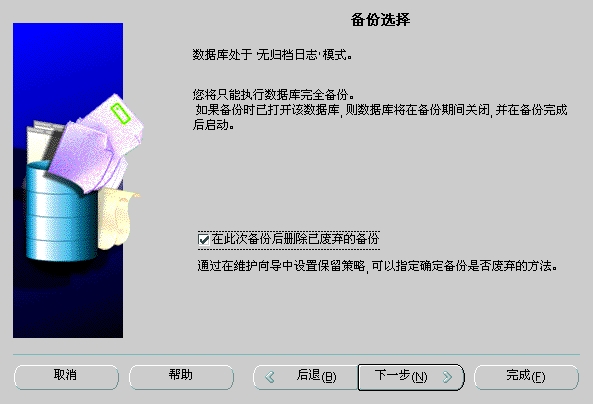 备份选择
数据库处于 '无归档日志' 模式。
您将只能执行数据库完全备份。
如果备份时已打开该数据库, 则数据库将在备份期间关闭, 并在备份完成
后启动。
在此次备份后删除已废弃的备份
通过在维护向导中设置保留策略, 可以指定确定备份是否废弃的方法。
取消 帮助 后退(B) 下一步(N) 完成(F)